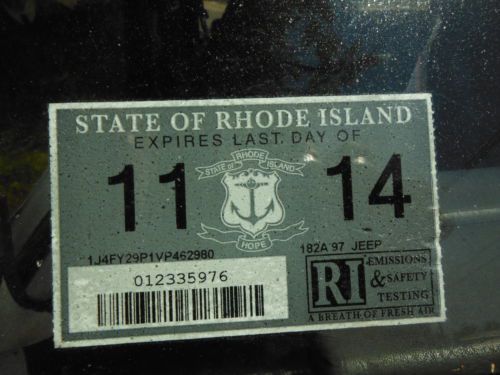 STATE OF RHODE ISLAND
EXPIRES LAST DAY OF
11 14
STATE OF RHODE ISLAND
HOPE
1J4FY29P1VP462980
182A 97 JEEP
012335976
RI EMISSIONS
& SAFETY
TESTING
A BREATH OF FRESH AIR